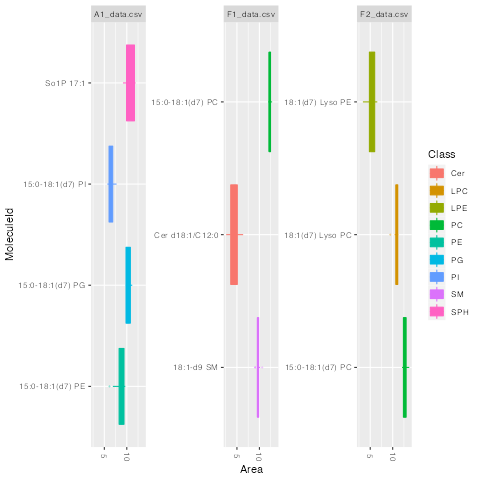 A1_data.csv
F1_data.csv
F2_data.csv
So1P 17:1
15:0-18:1(d7) PI
15:0-18:1(d7) PG
15:0-18:1(d7) PE
15:0-18:1(d7) PC
Cer d18:1/C12:0
18:1-d9 SM
18:1(d7) Lyso PE
18:1(d7) Lyso PC
15:0-18:1(d7) PC
5 10
5 10
5 10
MoleculeId
Area
Class
Cer
LPC
LPE
PC
PE
PG
PI
SM
SPH